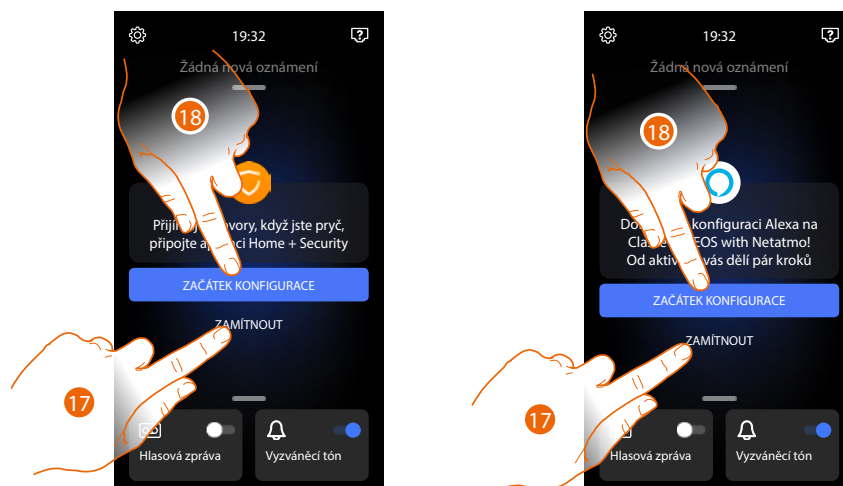 19:32
Žádná nová oznámení
18
Přij vory, když jste pryč,
připojte ci Home + Security
ZAČÁTEK KONFIGURACE
ZAMÍTNOUT
17
Hlasová zpráva
Vyzváněcí tón
19:32
Žádná nová oznámení
18
konfiguraci Alexa na
EOS with Netatmo!
Od vás dělí pár kroků
ZAČÁTEK KONFIGURACE
ZAMÍTNOUT
17
Hlasová zpráva
Vyzváněcí tón